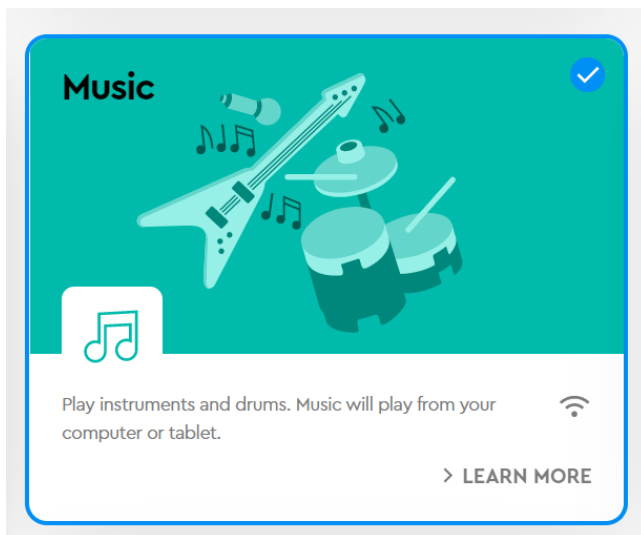 Music
Play instruments and drums. Music will play from your
computer or tablet.
> LEARN MORE